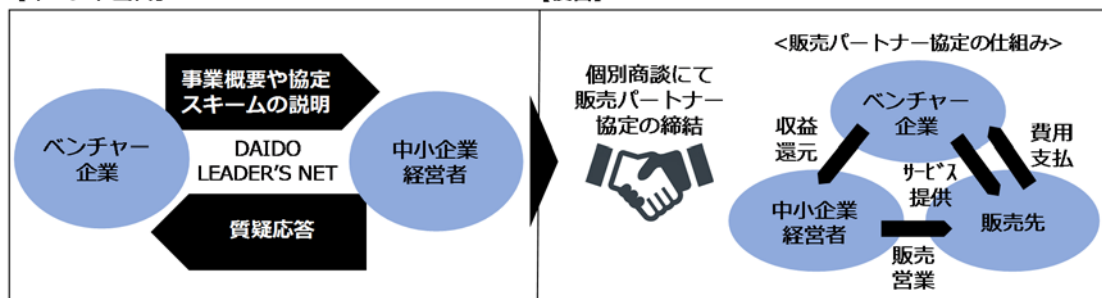 事業概要や協定
スキームの説明
ベンチャー
企業
DAIDO
LEADER'S NET
中小企業
経営者
質疑応答
個別商談にて
販売パートナー
協定の締結
<販売パートナー協定の仕組み>
ベンチャー
企業
収益
還元
費用
支払
サービス
提供
中小企業
経営者
販売先
販売
営業